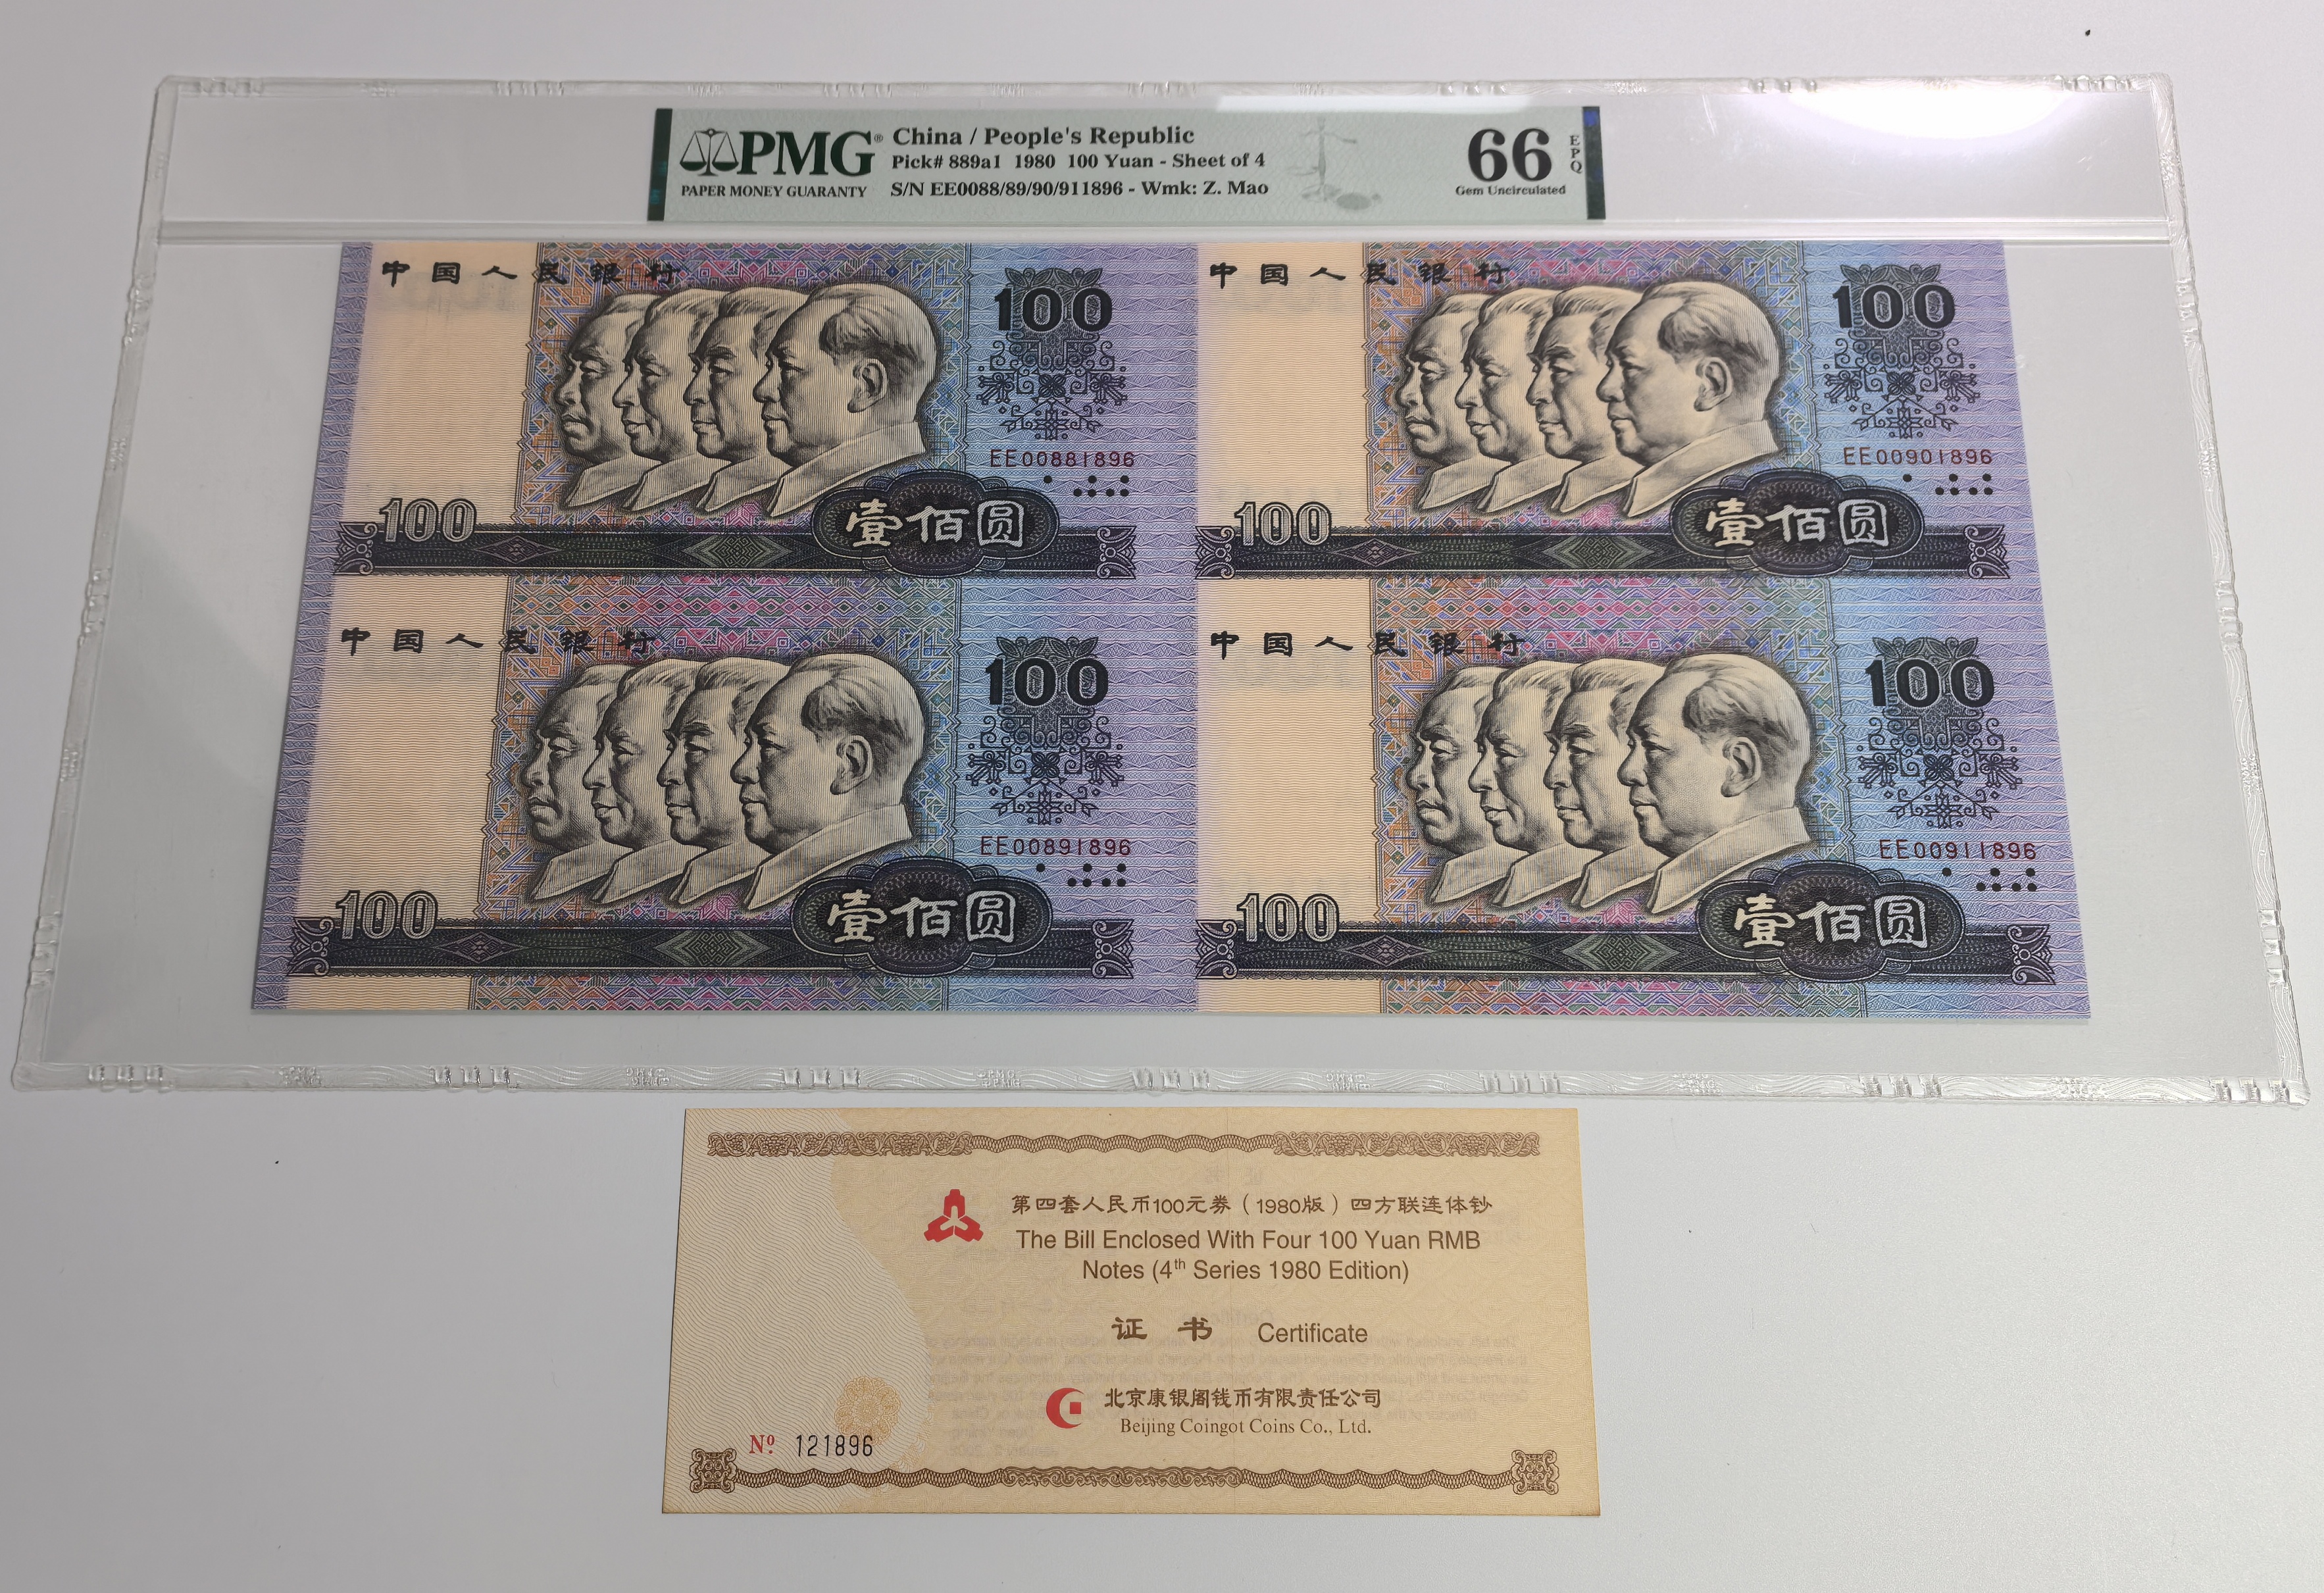 PMG®
PAPER MONEY GUARANTY
China / People's Republic
Pick# 889a1 1980 100 Yuan - Sheet of 4
S/N EE0088/89/90/911896 - Wmk: Z. Mao
66
EPQ
Gem Uncirculated
中国人民银行
100
EE00881896
100
壹佰圆
中国人民银行
100
EE00901896
100
壹佰圆
中国人民银行
100
EE00891896
100
壹佰圆
中国人民银行
100
EE00911896
100
壹佰圆
第四套人民币100元券（1980版）四方联连体钞
The Bill Enclosed With Four 100 Yuan RMB
Notes (4th Series 1980 Edition)
证书 Certificate
北京康银阁钱币有限责任公司
Beijing Coingot Coins Co., Ltd.
Nº 121896